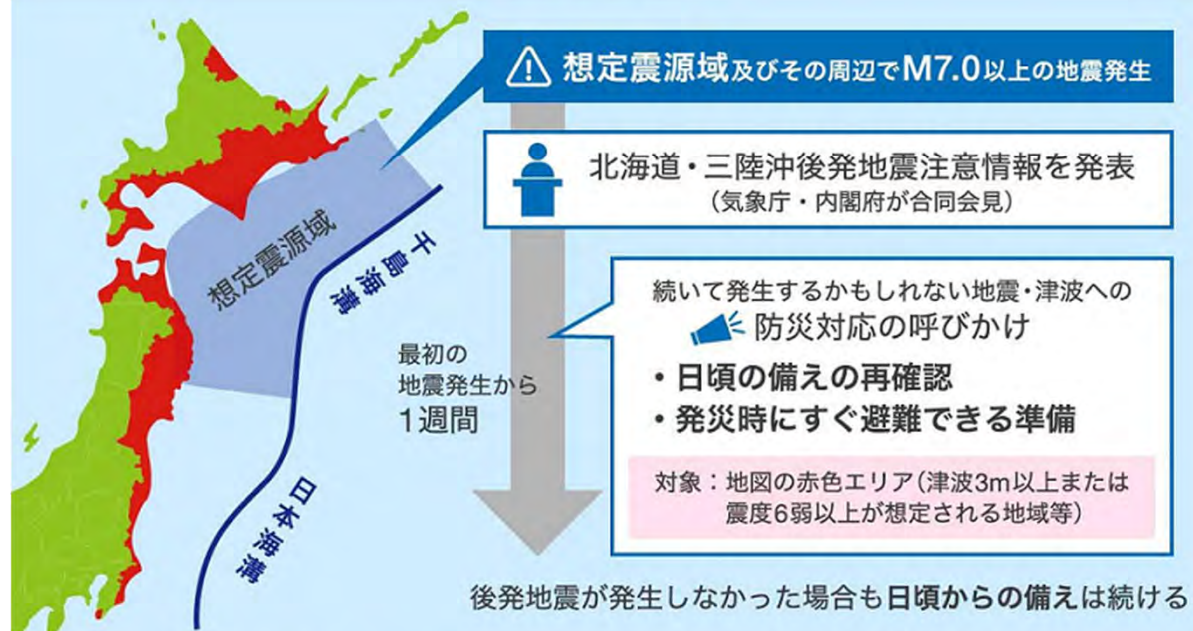 想定震源域及びその周辺でM7.0以上の地震発生
北海道・三陸沖後発地震注意情報を発表
（気象庁・内閣府が合同会見）
想定震源域
千島海溝
続いて発生するかもしれない地震・津波への
防災対応の呼びかけ
・日頃の備えの再確認
・発災時にすぐ避難できる準備
対象：地図の赤色エリア（津波3m以上または
震度6弱以上が想定される地域等）
最初の
地震発生から
1週間
日本海溝
後発地震が発生しなかった場合も日頃からの備えは続ける